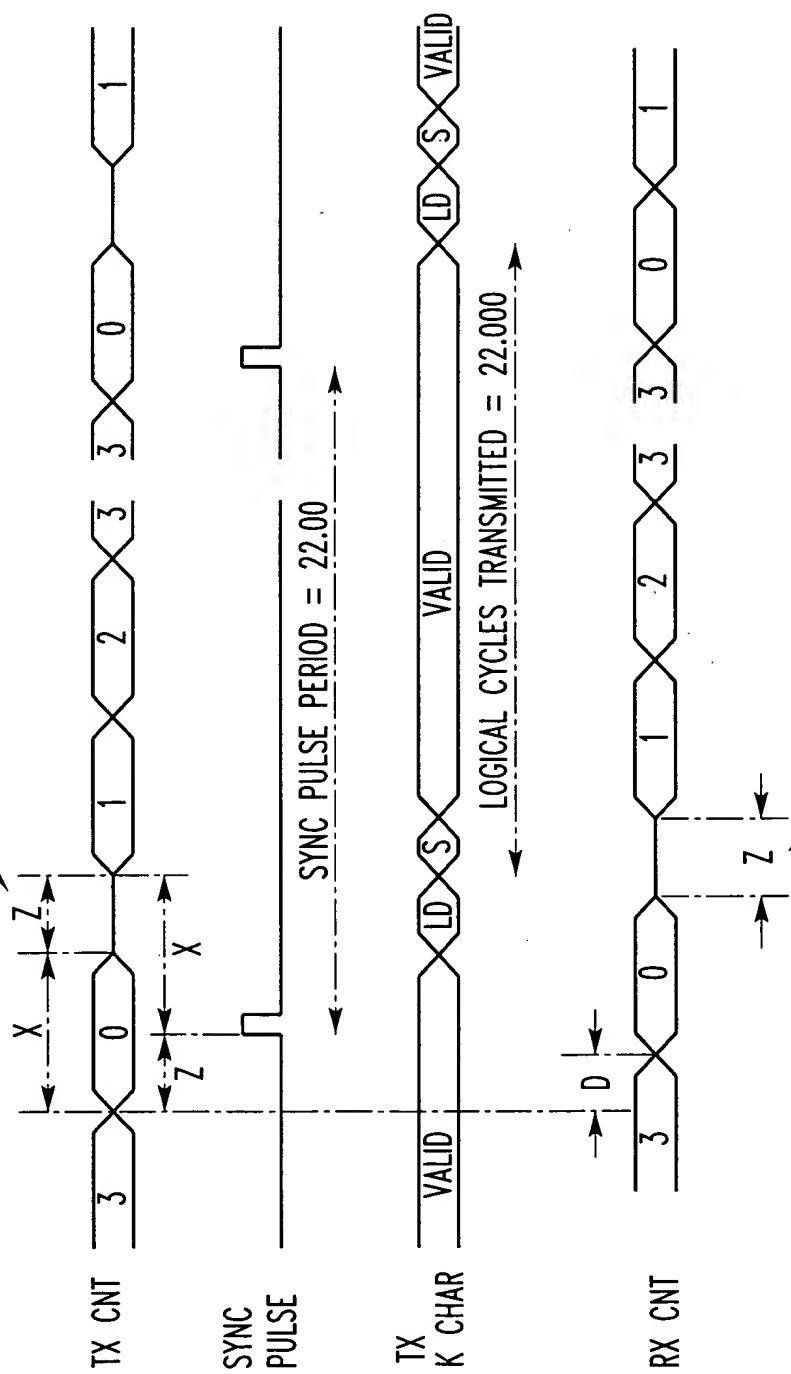 TX CNT
3
0
1
2
3
3
0
1
X
Z
Z
X
SYNC
PULSE
SYNC PULSE PERIOD = 22.00
TX
K CHAR
VALID
LD
S
VALID
LD
S
VALID
LOGICAL CYCLES TRANSMITTED = 22.000
D
RX CNT
3
0
1
2
3
3
0
1
Z